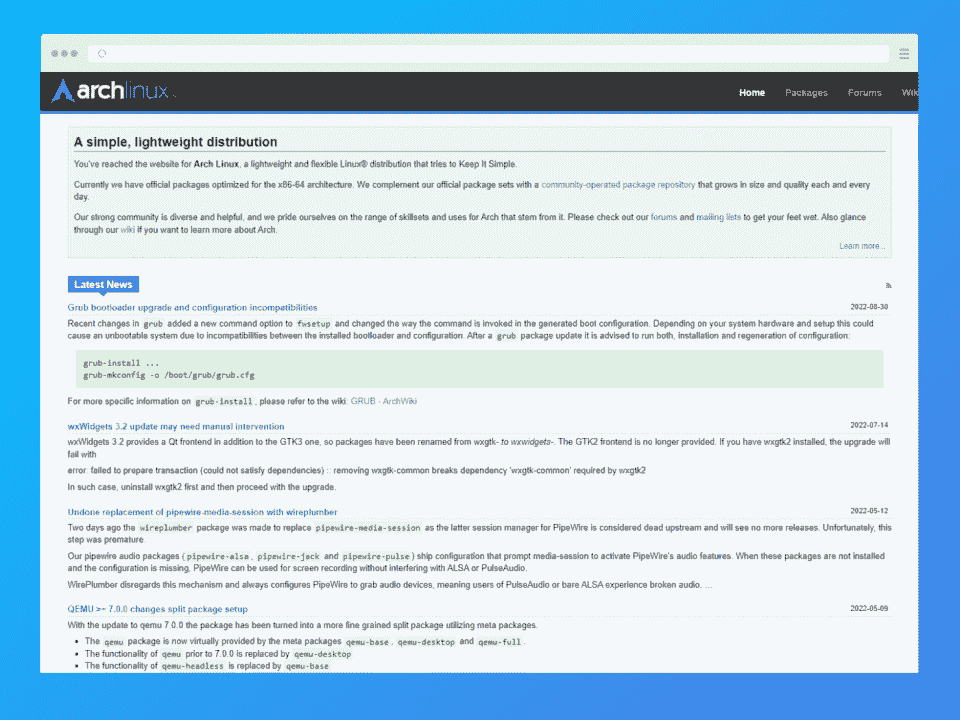 archlinux
Home Packages Forums Wik
A simple, lightweight distribution
You've reached the website for Arch Linux, a lightweight and flexible Linux® distribution that tries to Keep It Simple.
Currently we have official packages optimized for the x86-64 architecture. We complement our official package sets with a community-operated package repository that grows in size and quality each and every
day.
Our strong community is diverse and helpful, and we pride ourselves on the range of skillsets and uses for Arch that stem from it. Please check out our forums and mailing lists to get your feet wet. Also glance
through our wiki if you want to learn more about Arch.
Learn more...
Latest News
Grub bootloader upgrade and configuration incompatibilities 2022-08-30
Recent changes in grub added a new command option to fwsetup and changed the way the command is invoked in the generated boot configuration. Depending on your system hardware and setup this could
cause an unbootable system due to incompatibilities between the installed bootloader and configuration. After a grub package update it is advised to run both, installation and regeneration of configuration:
grub-install ...
grub-mkconfig -o /boot/grub/grub.cfg
For more specific information on grub-install, please refer to the wiki: GRUB - ArchWiki
wxWidgets 3.2 update may need manual intervention 2022-07-14
wxWidgets 3.2 provides a Qt frontend in addition to the GTK3 one, so packages have been renamed from wxgtk- to wxwidgets-. The GTK2 frontend is no longer provided. If you have wxgtk2 installed, the upgrade will
fail with
error: failed to prepare transaction (could not satisfy dependencies) :: removing wxgtk-common breaks dependency 'wxgtk-common' required by wxgtk2
In such case, uninstall wxgtk2 first and then proceed with the upgrade.
Undone replacement of pipewire-media-session with wireplumber 2022-05-12
Two days ago the wireplumber package was made to replace pipewire-media-session as the latter session manager for PipeWire is considered dead upstream and will see no more releases. Unfortunately, this
step was premature.
Our pipewire audio packages (pipewire-alsa, pipewire-jack and pipewire-pulse) ship configuration that prompt media-session to activate PipeWire's audio features. When these packages are not installed
and the configuration is missing, PipeWire can be used for screen recording without interfering with ALSA or PulseAudio.
WirePlumber disregards this mechanism and always configures PipeWire to grab audio devices, meaning users of PulseAudio or bare ALSA experience broken audio. ...
QEMU >= 7.0.0 changes split package setup 2022-05-09
With the update to qemu 7.0.0 the package has been turned into a more fine grained split package utilizing meta packages.
• The qemu package is now virtually provided by the meta packages qemu-base, qemu-desktop and qemu-full.
• The functionality of qemu prior to 7.0.0 is replaced by qemu-desktop
• The functionality of qemu-headless is replaced by qemu-base